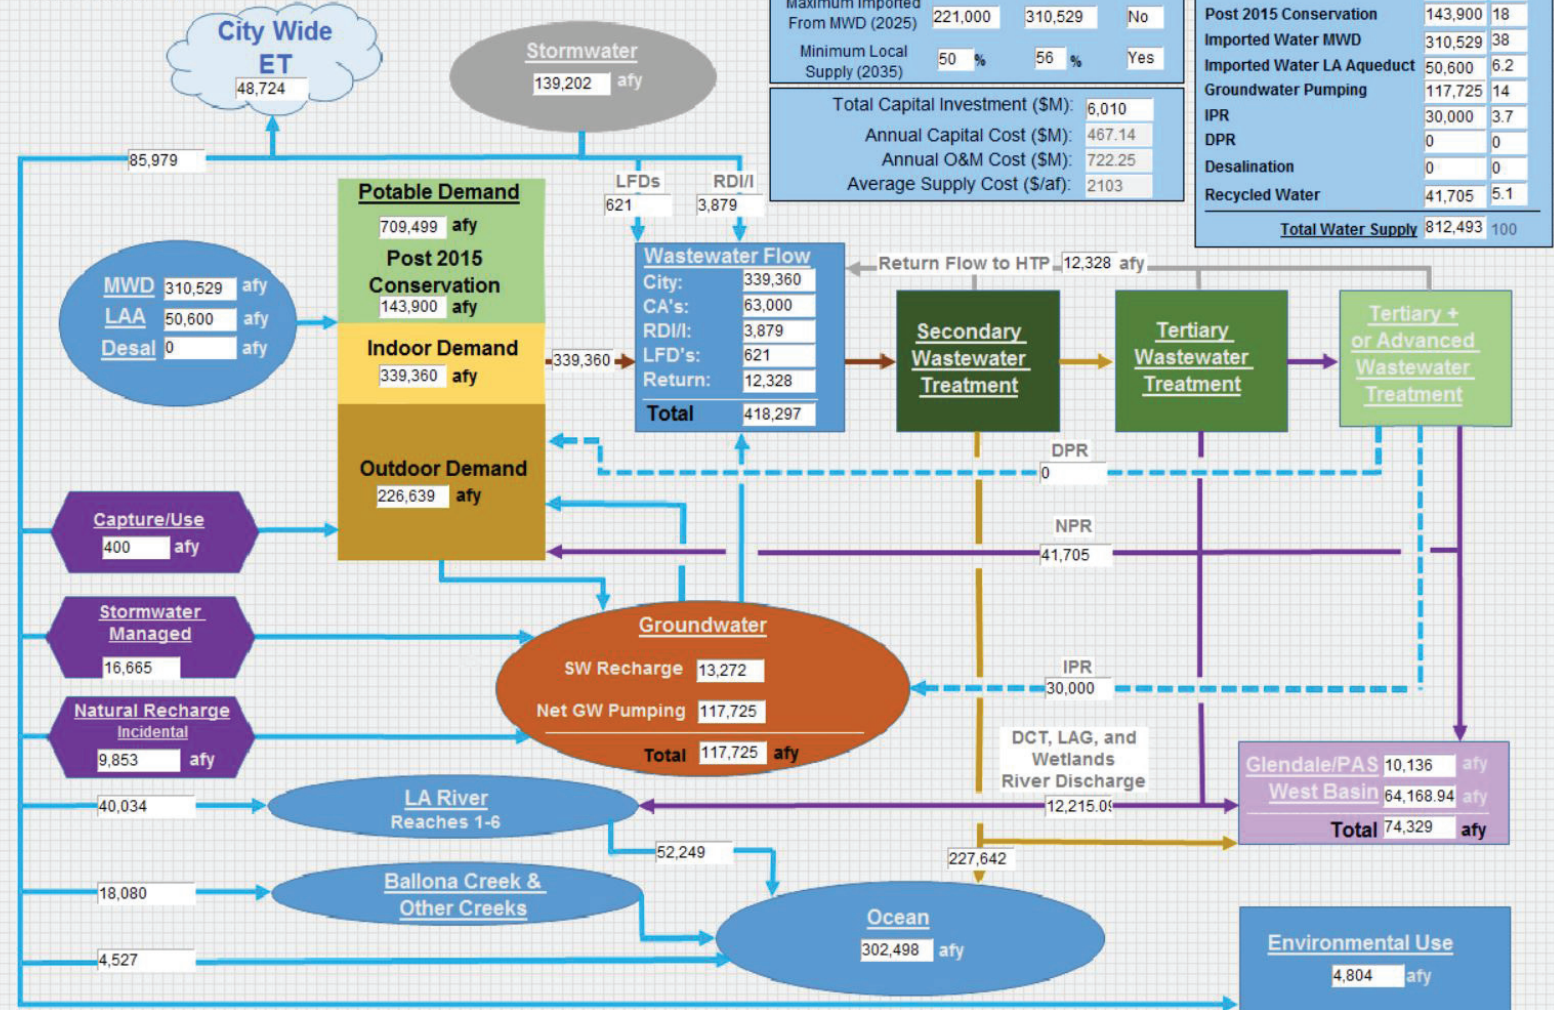 City Wide
ET
48,724
Stormwater
139,202 afy
Maximum Imported
From MWD (2025) 221,000 310,529 No
Minimum Local
Supply (2035) 50 % 56 % Yes
Total Capital Investment ($M): 6,010
Annual Capital Cost ($M): 467.14
Annual O&M Cost ($M): 722.25
Average Supply Cost ($/af): 2103
Post 2015 Conservation 143,900 18
Imported Water MWD 310,529 38
Imported Water LA Aqueduct 50,600 6.2
Groundwater Pumping 117,725 14
IPR 30,000 3.7
DPR 0 0
Desalination 0 0
Recycled Water 41,705 5.1
Total Water Supply 812,493 100
85,979
LFDs
621
RDI/I
3,879
Potable Demand
709,499 afy
Post 2015
Conservation
143,900 afy
Indoor Demand
339,360 afy
Outdoor Demand
226,639 afy
MWD 310,529 afy
LAA 50,600 afy
Desal 0 afy
339,360
Wastewater Flow
City: 339,360
CA's: 63,000
RDI/I: 3,879
LFD's: 621
Return: 12,328
Total 418,297
Return Flow to HTP 12,328 afy
Secondary
Wastewater
Treatment
Tertiary
Wastewater
Treatment
Tertiary +
or Advanced
Wastewater
Treatment
DPR
0
NPR
41,705
IPR
30,000
Capture/Use
400 afy
Stormwater
Managed
16,665
Natural Recharge
Incidental
9,853 afy
Groundwater
SW Recharge 13,272
Net GW Pumping 117,725
Total 117,725 afy
DCT, LAG, and
Wetlands
River Discharge
12,215.09
Glendale/PAS 10,136 afy
West Basin 64,168.94 afy
Total 74,329 afy
40,034
LA River
Reaches 1-6
52,249
227,642
18,080
Ballona Creek &
Other Creeks
4,527
Ocean
302,498 afy
Environmental Use
4,804 afy